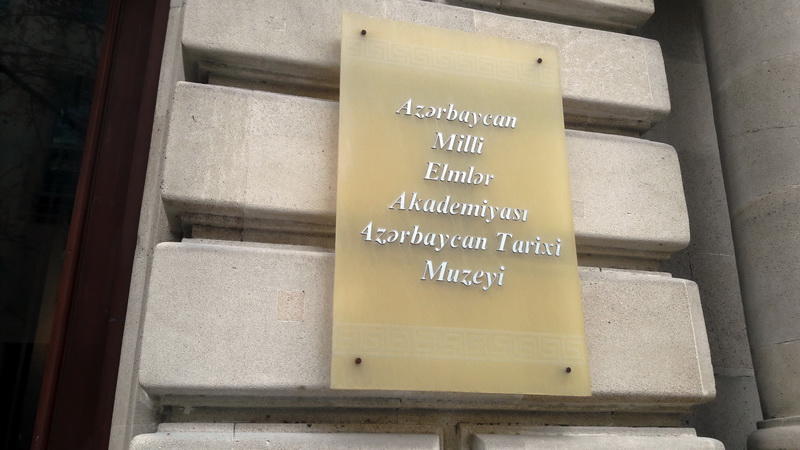 Azərbaycan
Milli
Elmlər
Akademiyası
Azərbaycan Tarixi
Muzeyi